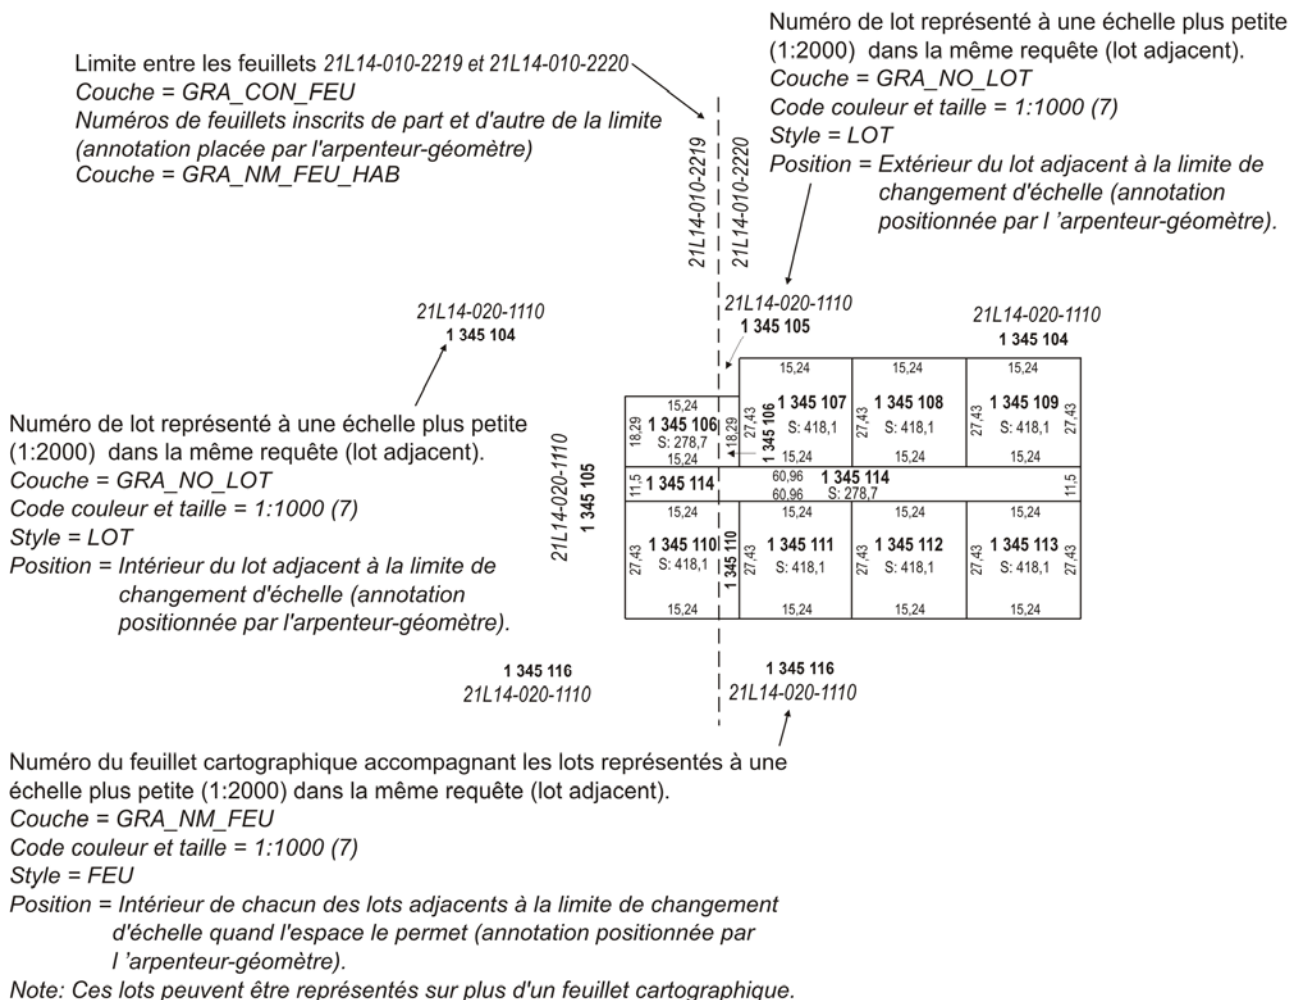 Limite entre les feuillets 21L14-010-2219 et 21L14-010-2220
Couche = GRA_CON_FEU
Numéros de feuillets inscrits de part et d'autre de la limite
(annotation placée par l'arpenteur-géomètre)
Couche = GRA_NM_FEU_HAB
Numéro de lot représenté à une échelle plus petite
(1:2000) dans la même requête (lot adjacent).
Couche = GRA_NO_LOT
Code couleur et taille = 1:1000 (7)
Style = LOT
Position = Extérieur du lot adjacent à la limite de
changement d'échelle (annotation
positionnée par l 'arpenteur-géomètre).
21L14-010-2219
21L14-010-2220
21L14-020-1110
1 345 104
21L14-020-1110
1 345 105
21L14-020-1110
1 345 104
Numéro de lot représenté à une échelle plus petite
(1:2000) dans la même requête (lot adjacent).
Couche = GRA_NO_LOT
Code couleur et taille = 1:1000 (7)
Style = LOT
Position = Intérieur du lot adjacent à la limite de
changement d'échelle (annotation
positionnée par l'arpenteur-géomètre).
21L14-020-1110
1 345 105
15,24
18,29
1 345 106
S: 278,7
18,29
15,24
1 345 106
15,24
27,43
1 345 107
S: 418,1
15,24
15,24
27,43
1 345 108
S: 418,1
15,24
15,24
27,43
1 345 109
S: 418,1
27,43
15,24
11,5
1 345 114
60,96
1 345 114
60,96
S: 278,7
11,5
15,24
27,43
1 345 110
S: 418,1
15,24
1 345 110
15,24
27,43
1 345 111
S: 418,1
15,24
15,24
27,43
1 345 112
S: 418,1
15,24
15,24
27,43
1 345 113
S: 418,1
27,43
15,24
1 345 116
21L14-020-1110
1 345 116
21L14-020-1110
Numéro du feuillet cartographique accompagnant les lots représentés à une
échelle plus petite (1:2000) dans la même requête (lot adjacent).
Couche = GRA_NM_FEU
Code couleur et taille = 1:1000 (7)
Style = FEU
Position = Intérieur de chacun des lots adjacents à la limite de changement
d'échelle quand l'espace le permet (annotation positionnée par
l 'arpenteur-géomètre).
Note: Ces lots peuvent être représentés sur plus d'un feuillet cartographique.